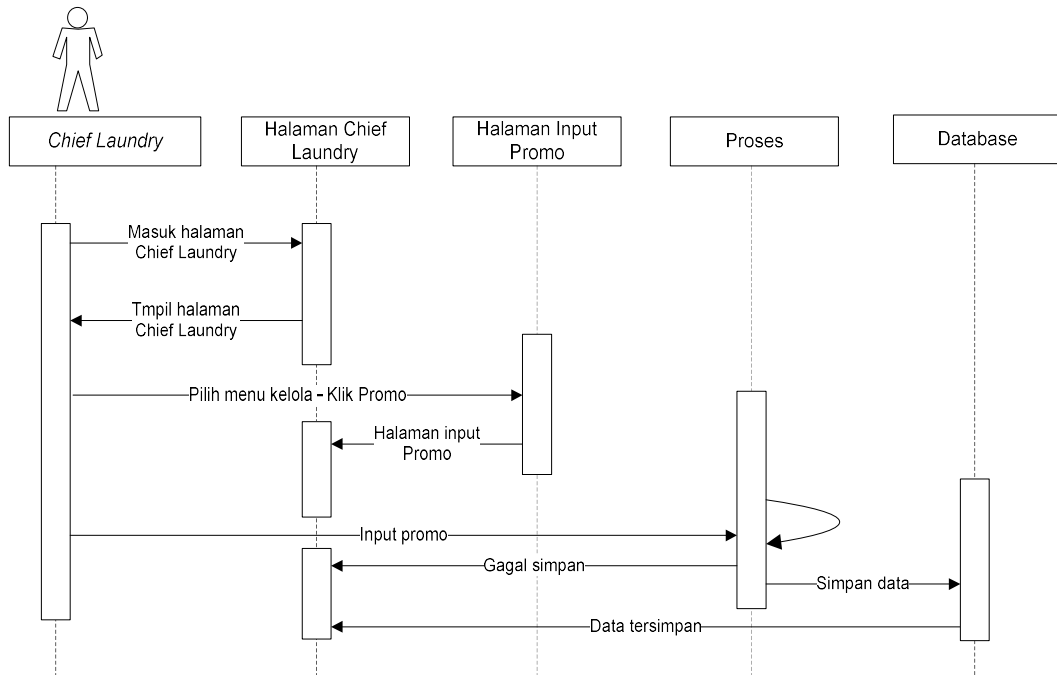 Chief Laundry
Halaman Chief
Laundry
Halaman Input
Promo
Proses
Database
Masuk halaman
Chief Laundry
Tmpil halaman
Chief Laundry
Pilih menu kelola – Klik Promo
Halaman input
Promo
Input promo
Gagal simpan
Simpan data
Data tersimpan